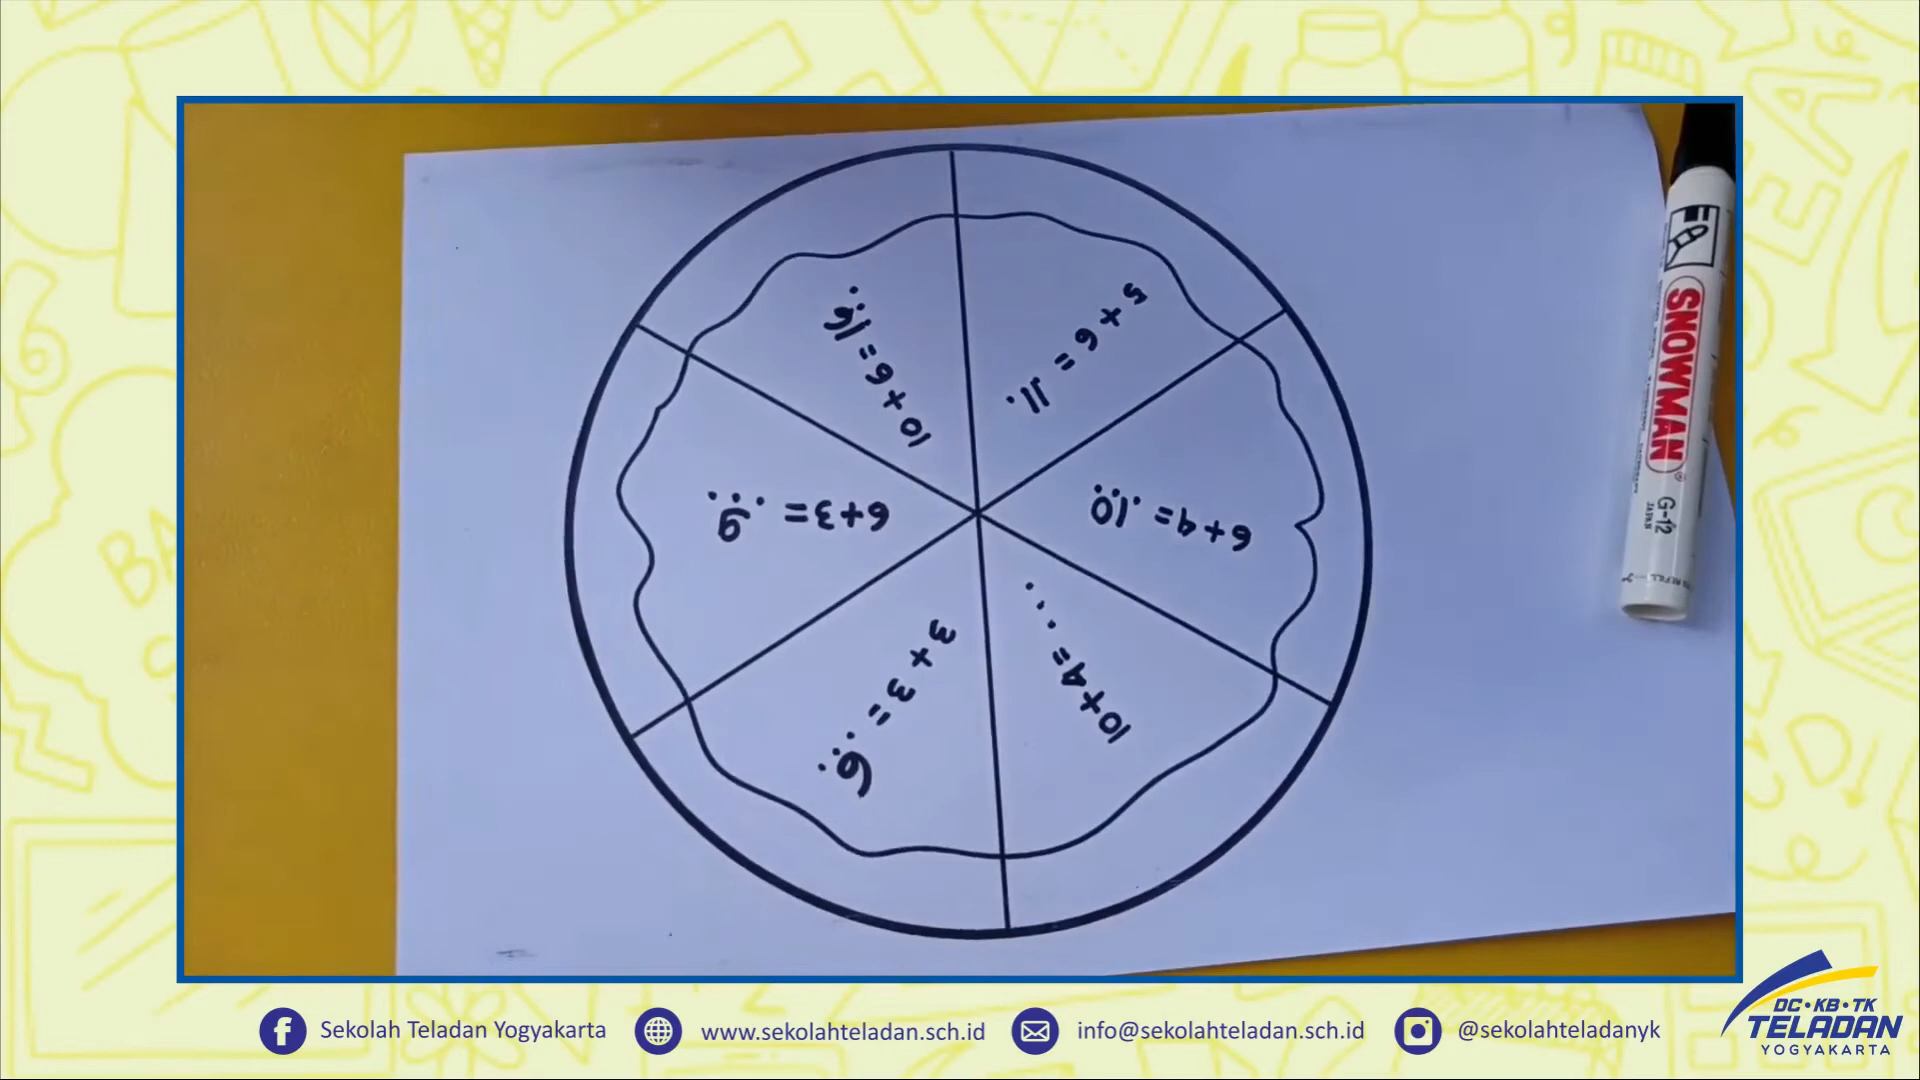 5+6=11
6+4=10
10+4=...
3+3=6
6+3=9
10+6=16
SNOWMAN
G-12
JAPAN
Sekolah Teladan Yogyakarta
www.sekolahteladan.sch.id
info@sekolahteladan.sch.id
@sekolahteladanyk
DC•KB•TK
TELADAN
YOGYAKARTA